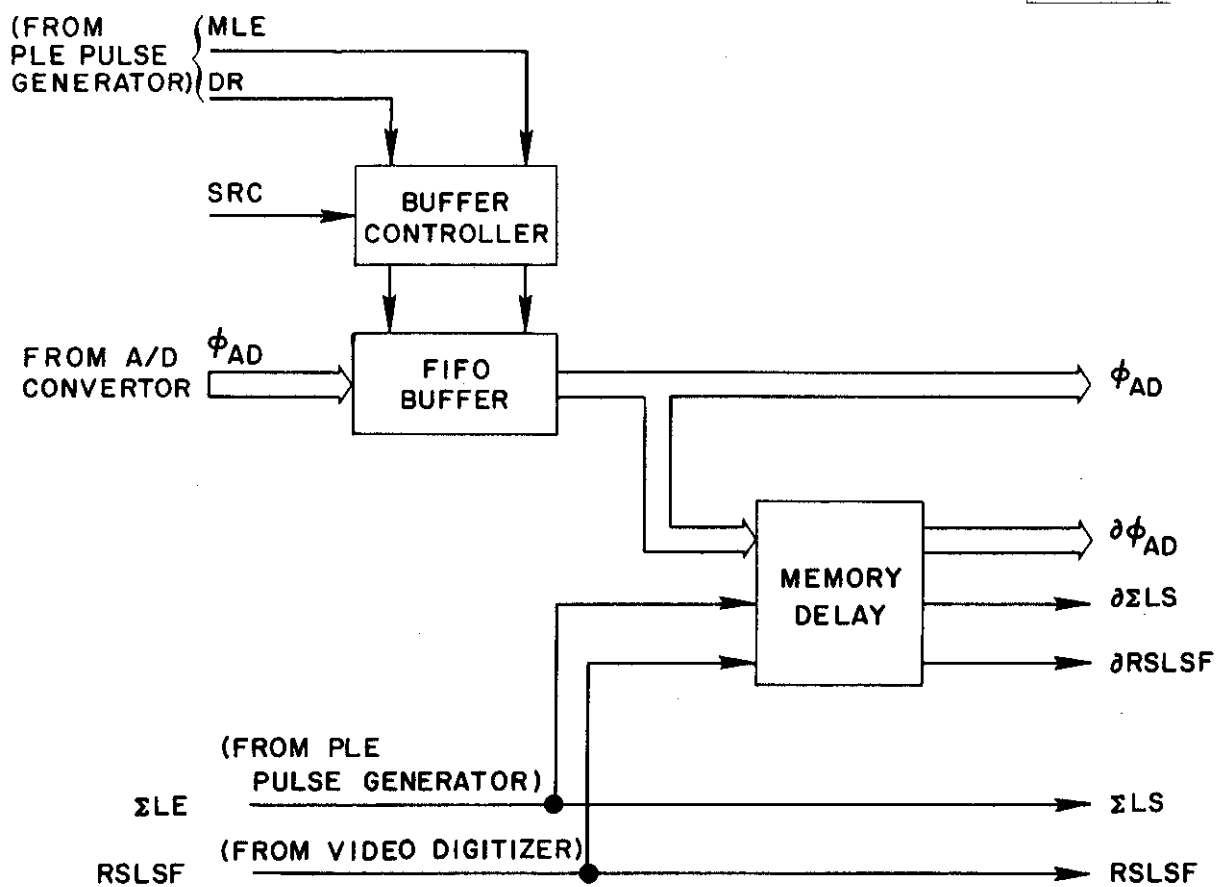 (FROM PLE PULSE GENERATOR)
MLE
DR
SRC
BUFFER
CONTROLLER
FROM A/D
CONVERTOR
ϕAD
FIFO
BUFFER
ϕAD
MEMORY
DELAY
∂ϕAD
∂ΣLS
∂RSLSF
(FROM PLE
PULSE GENERATOR)
ΣLE
ΣLS
RSLSF
(FROM VIDEO DIGITIZER)
RSLSF